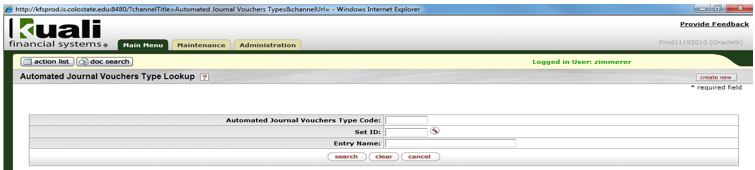 http://kfsprod.is.colostate.edu:8480/?channelTitle=Automated Journal Vouchers Types&channelUrl= - Windows Internet Explorer
Kuali
financial systems
Provide Feedback
Main Menu Maintenance Administration
Prod11192010 (Oracle9i)
action list doc search
Logged in User: zimmerer
Automated Journal Vouchers Type Lookup ?
create new
* required field
Automated Journal Vouchers Type Code:
Set ID:
Entry Name:
search clear cancel